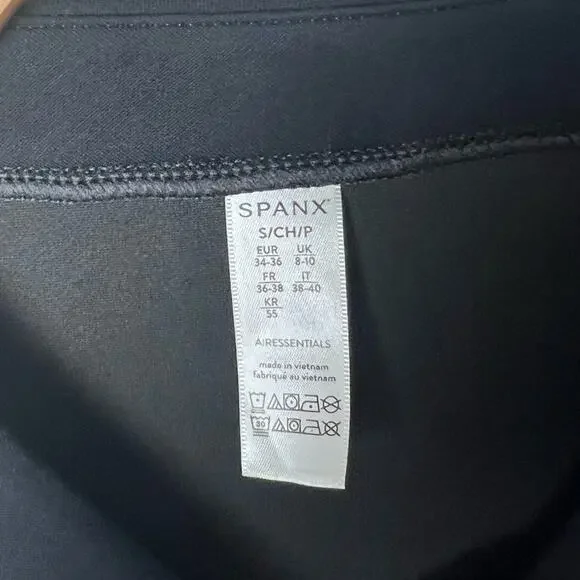 SPANX®
S/CH/P
EUR UK
34-36 8-10
FR IT
36-38 38-40
KR
55
AIRESSENTIALS
made in vietnam
fabriqué au vietnam
30